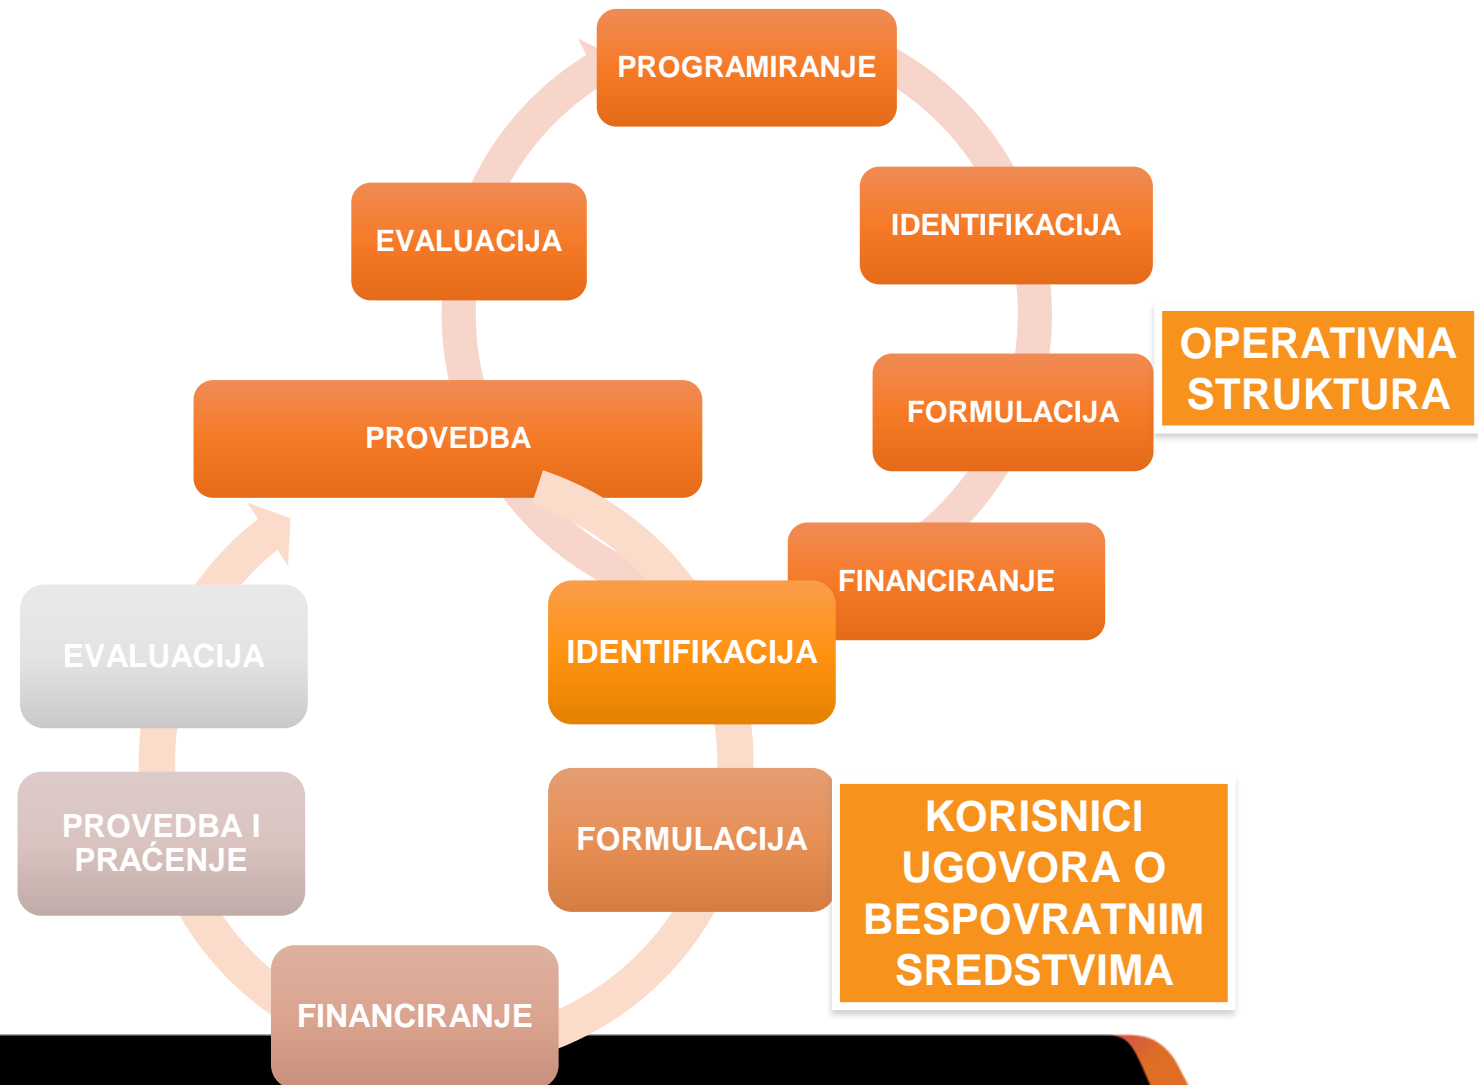 PROGRAMIRANJE
IDENTIFIKACIJA
EVALUACIJA
OPERATIVNA
STRUKTURA
FORMULACIJA
PROVEDBA
FINANCIRANJE
IDENTIFIKACIJA
EVALUACIJA
KORISNICI
UGOVORA O
BESPOVRATNIM
SREDSTVIMA
FORMULACIJA
PROVEDBA I
PRAĆENJE
FINANCIRANJE